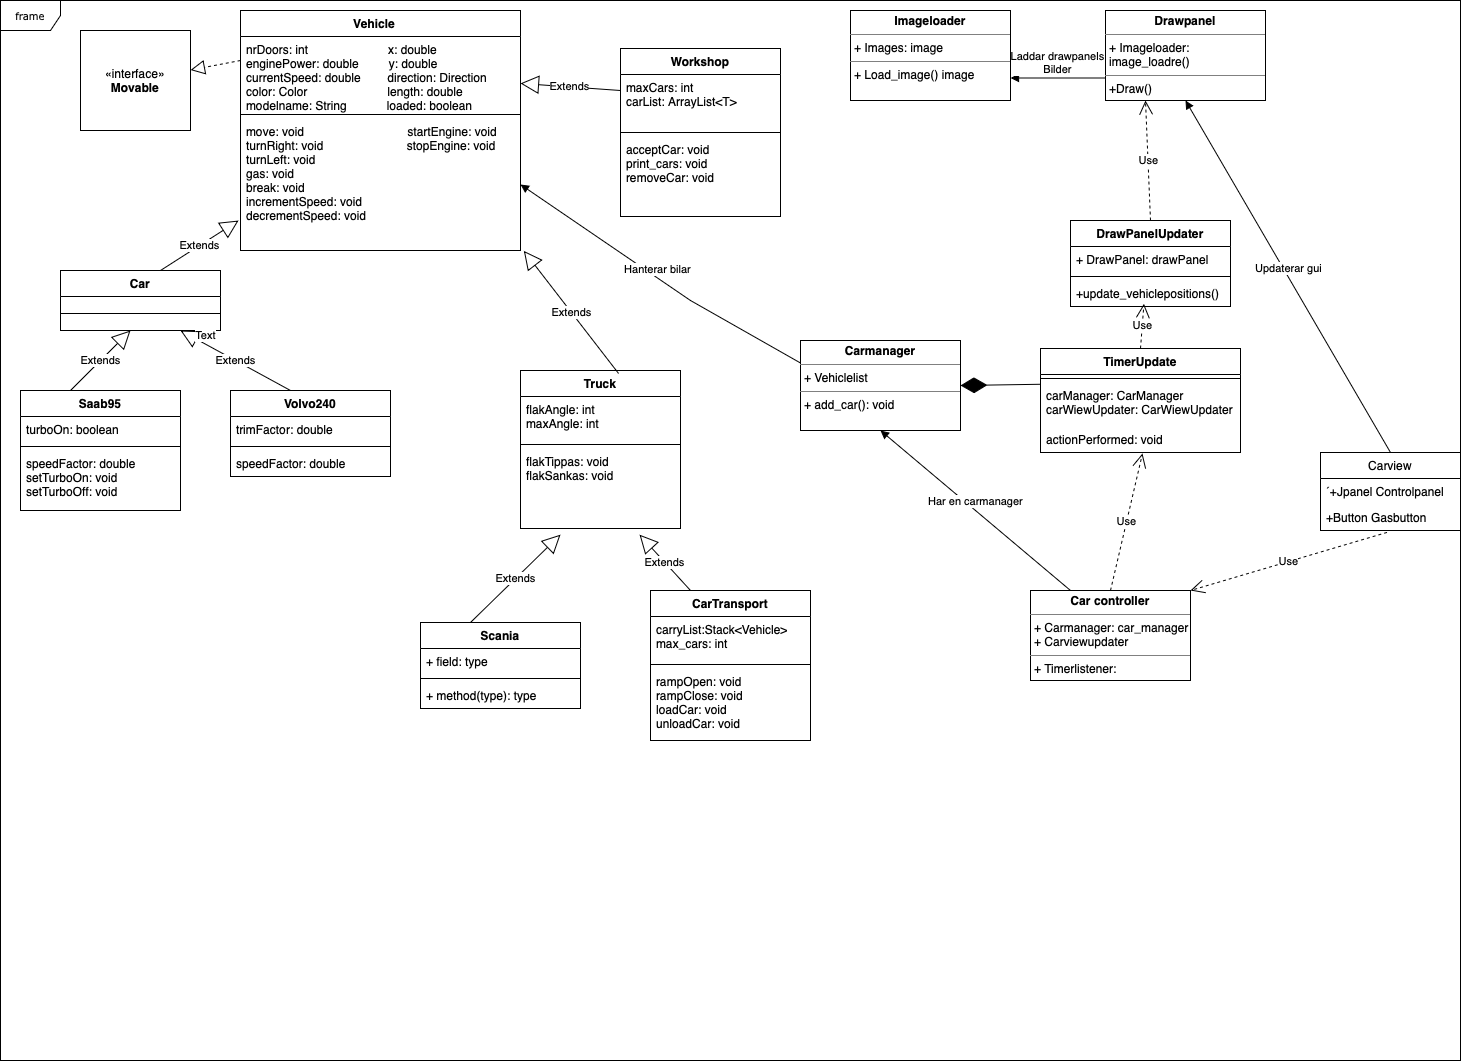 frame
«interface»
Movable
Vehicle
nrDoors: int x: double
enginePower: double y: double
currentSpeed: double direction: Direction
color: Color length: double
modelname: String loaded: boolean
move: void startEngine: void
turnRight: void stopEngine: void
turnLeft: void
gas: void
break: void
incrementSpeed: void
decrementSpeed: void
Extends
Workshop
maxCars: int
carList: ArrayList<T>
acceptCar: void
print_cars: void
removeCar: void
Imageloader
+ Images: image
+ Load_image() image
Laddar drawpanels
Bilder
Drawpanel
+ Imageloader:
image_loadre()
+Draw()
Use
Extends
Car
Text
Extends
Extends
Saab95
turboOn: boolean
speedFactor: double
setTurboOn: void
setTurboOff: void
Volvo240
trimFactor: double
speedFactor: double
Hanterar bilar
Extends
Truck
flakAngle: int
maxAngle: int
flakTippas: void
flakSankas: void
Extends
Extends
Scania
+ field: type
+ method(type): type
CarTransport
carryList:Stack<Vehicle>
max_cars: int
rampOpen: void
rampClose: void
loadCar: void
unloadCar: void
DrawPanelUpdater
+ DrawPanel: drawPanel
+update_vehiclepositions()
Updaterar gui
Use
Carmanager
+ Vehiclelist
+ add_car(): void
TimerUpdate
carManager: CarManager
carWiewUpdater: CarWiewUpdater
actionPerformed: void
Carview
´+Jpanel Controlpanel
+Button Gasbutton
Har en carmanager
Use
Use
Car controller
+ Carmanager: car_manager
+ Carviewupdater
+ Timerlistener: